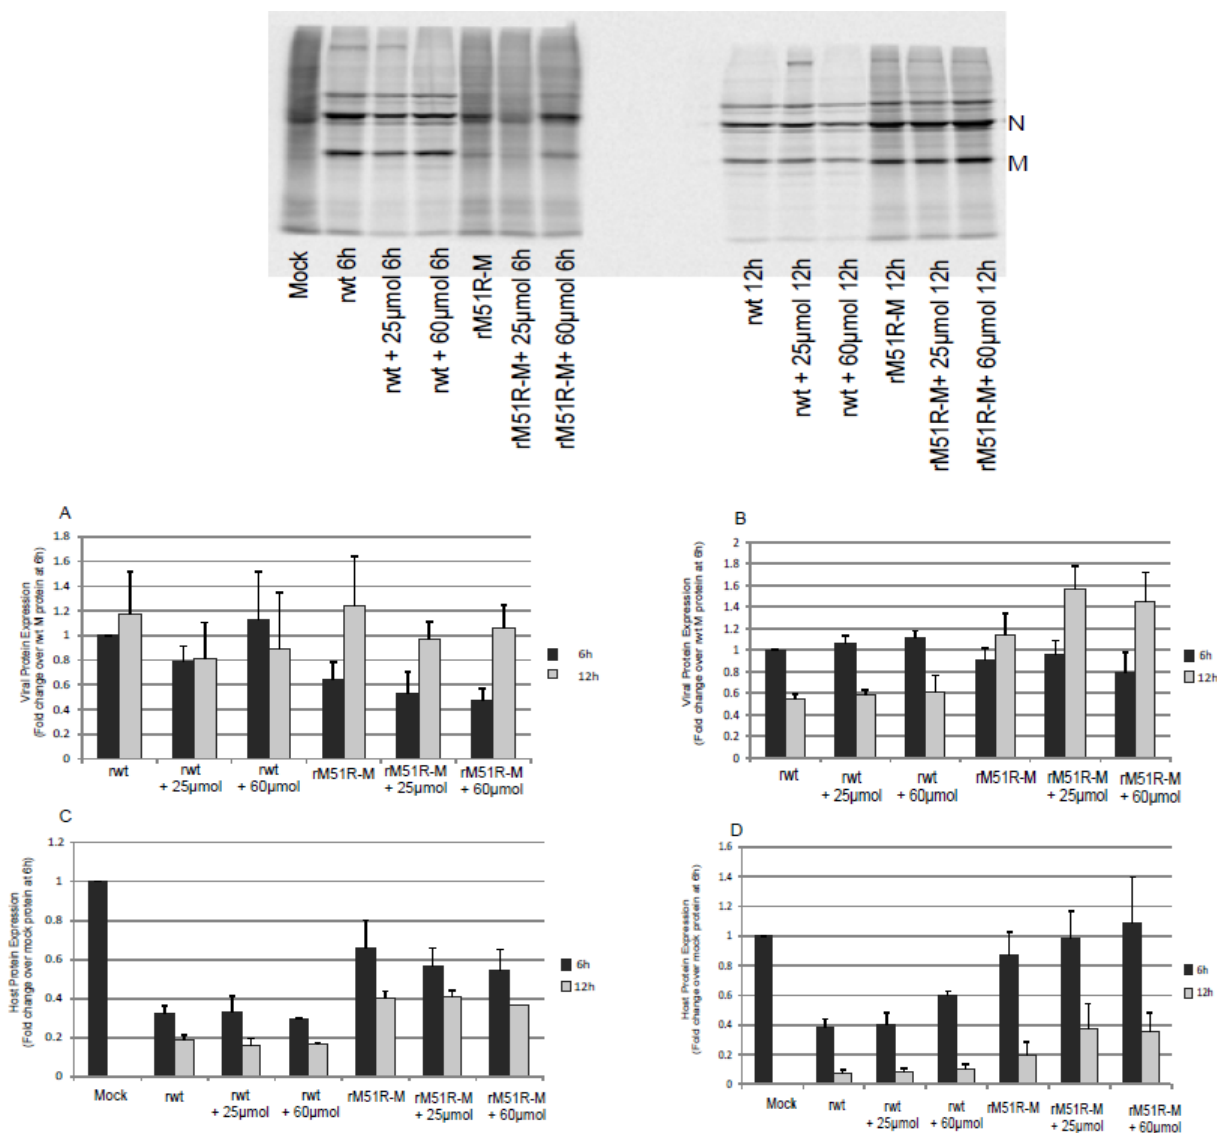 N
M
Mock
rwt 6h
rwt + 25μmol 6h
rwt + 60μmol 6h
rM51R-M
rM51R-M+ 25μmol 6h
rM51R-M+ 60μmol 6h
rwt 12h
rwt + 25μmol 12h
rwt + 60μmol 12h
rM51R-M 12h
rM51R-M+ 25μmol 12h
rM51R-M+ 60μmol 12h
A
Viral Protein Expression
(Fold change over rwt M protein at 6h)
1.8
1.6
1.4
1.2
1
0.8
0.6
0.4
0.2
0
rwt
rwt
+ 25μmol
rwt
+ 60μmol
rM51R-M
rM51R-M
+ 25μmol
rM51R-M
+ 60μmol
6h
12h
B
Viral Protein Expression
(Fold change over rwt M protein at 6h)
2
1.8
1.6
1.4
1.2
1
0.8
0.6
0.4
0.2
0
rwt
rwt
+ 25μmol
rwt
+ 60μmol
rM51R-M
rM51R-M
+ 25μmol
rM51R-M
+ 60μmol
6h
12h
C
Host Protein Expression
(Fold change over mock protein at 6h)
1.2
1
0.8
0.6
0.4
0.2
0
Mock
rwt
rwt
+ 25μmol
rwt
+ 60μmol
rM51R-M
rM51R-M
+ 25μmol
rM51R-M
+ 60μmol
6h
12h
D
Host Protein Expression
(Fold change over mock protein at 6h)
1.6
1.4
1.2
1
0.8
0.6
0.4
0.2
0
Mock
rwt
rwt
+ 25μmol
rwt
+ 60μmol
rM51R-M
rM51R-M
+ 25μmol
rM51R-M
+ 60μmol
6h
12h